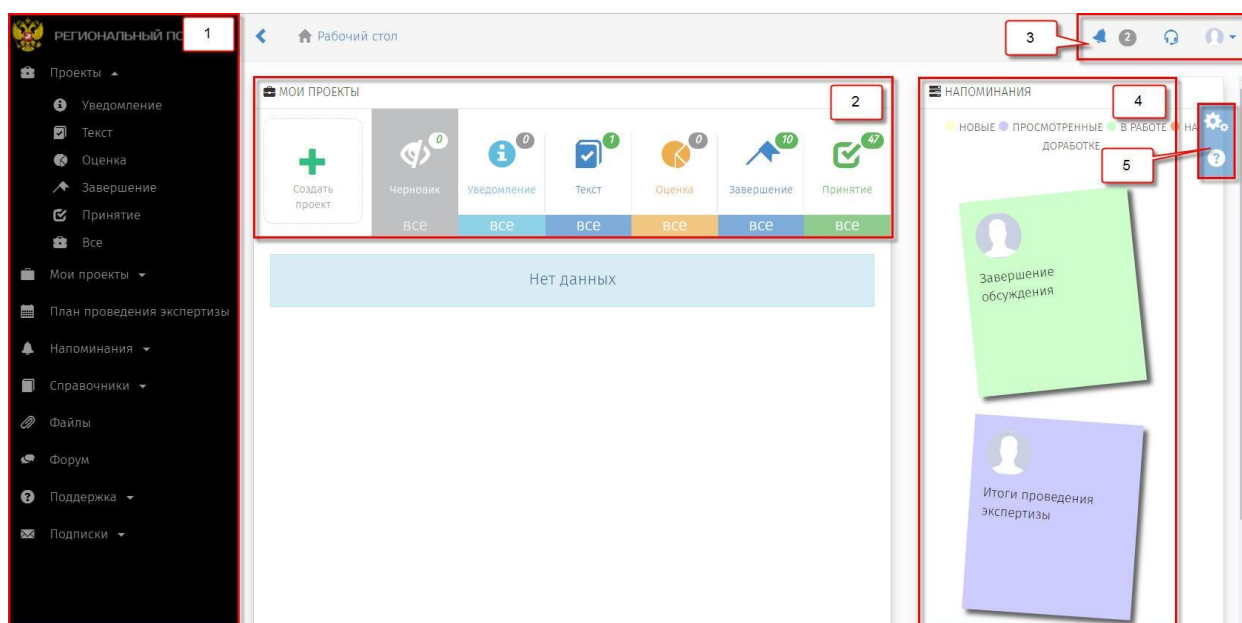 РЕГИОНАЛЬНЫЙ
1
Проекты
Уведомление
Текст
Оценка
Завершение
Принятие
Все
Мои проекты
План проведения экспертизы
Напоминания
Справочники
Файлы
Форум
Поддержка
Подписки
Рабочий стол
3
2
МОИ ПРОЕКТЫ
2
Создать
проект
0
Черновик
все
0
Уведомление
все
1
Текст
все
0
Оценка
все
10
Завершение
все
47
Принятие
все
Нет данных
НАПОМИНАНИЯ
4
НОВЫЕ ПРОСМОТРЕННЫЕ В РАБОТЕ НА
ДОРАБОТКЕ
5
?
Завершение
обсуждения
Итоги проведения
экспертизы